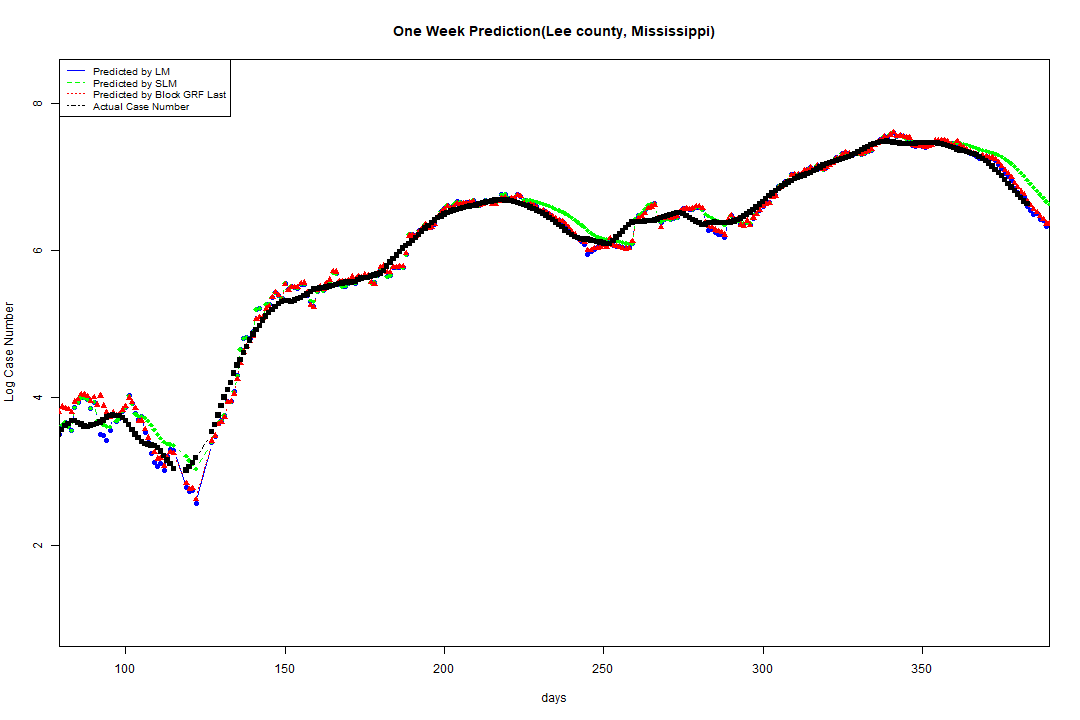 One Week Prediction(Lee county, Mississippi)
Predicted by LM
Predicted by SLM
Predicted by Block GRF Last
Actual Case Number
8
6
4
2
Log Case Number
100 150 200 250 300 350
days